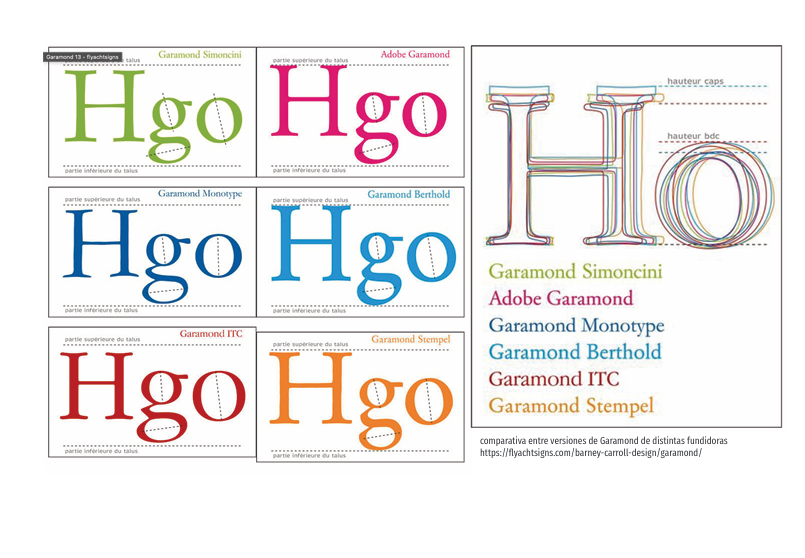 Garamond 13 - flyachtsigns
Garamond Simoncini
talus
Hgo
partie inférieure du talus
Adobe Garamond
partie supérieure du talus
Hgo
partie inférieure du talus
Garamond Monotype
partie supérieure du talus
Hgo
partie inférieure du talus
Garamond Berthold
partie supérieure du talus
Hgo
partie inférieure du talus
Garamond ITC
partie supérieure du talus
Hgo
partie inférieure du talus
Garamond Stempel
partie supérieure du talus
Hgo
partie inférieure du talus
hauteur caps
hauteur bdc
Ho
Garamond Simoncini
Adobe Garamond
Garamond Monotype
Garamond Berthold
Garamond ITC
Garamond Stempel
comparativa entre versiones de Garamond de distintas fundidoras
https://flyachtsigns.com/barney-carroll-design/garamond/